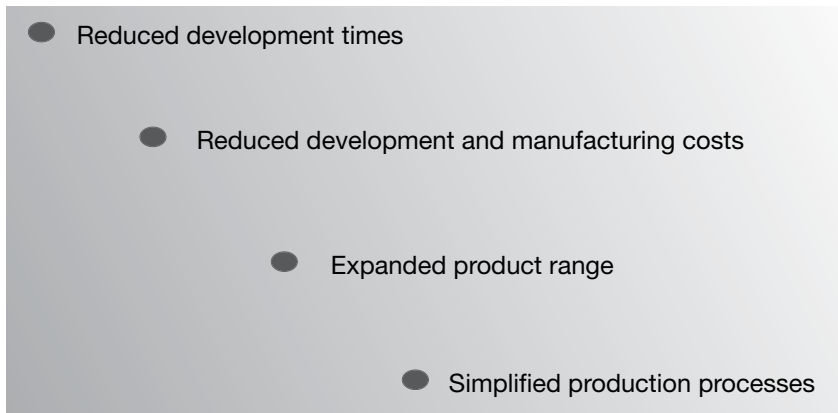 Reduced development times
Reduced development and manufacturing costs
Expanded product range
Simplified production processes